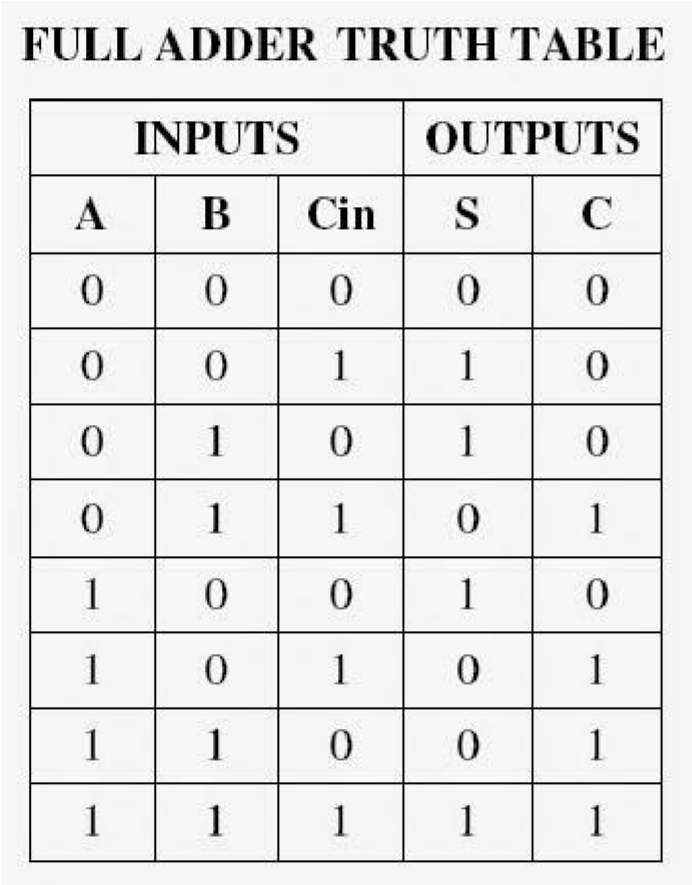 FULL ADDER TRUTH TABLE
INPUTS OUTPUTS
A B Cin S C
0 0 0 0 0
0 0 1 1 0
0 1 0 1 0
0 1 1 0 1
1 0 0 1 0
1 0 1 0 1
1 1 0 0 1
1 1 1 1 1